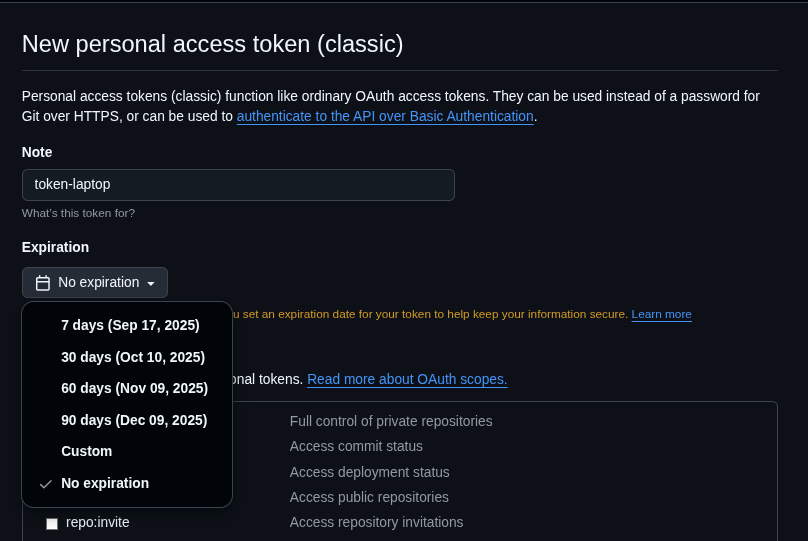 New personal access token (classic)
Personal access tokens (classic) function like ordinary OAuth access tokens. They can be used instead of a password for
Git over HTTPS, or can be used to authenticate to the API over Basic Authentication.
Note
token-laptop
What's this token for?
Expiration
No expiration
set an expiration date for your token to help keep your information secure. Learn more
7 days (Sep 17, 2025)
30 days (Oct 10, 2025)
60 days (Nov 09, 2025)
tokens. Read more about OAuth scopes.
90 days (Dec 09, 2025)
Full control of private repositories
Custom
Access commit status
Access deployment status
No expiration
Access public repositories
repo:invite
Access repository invitations